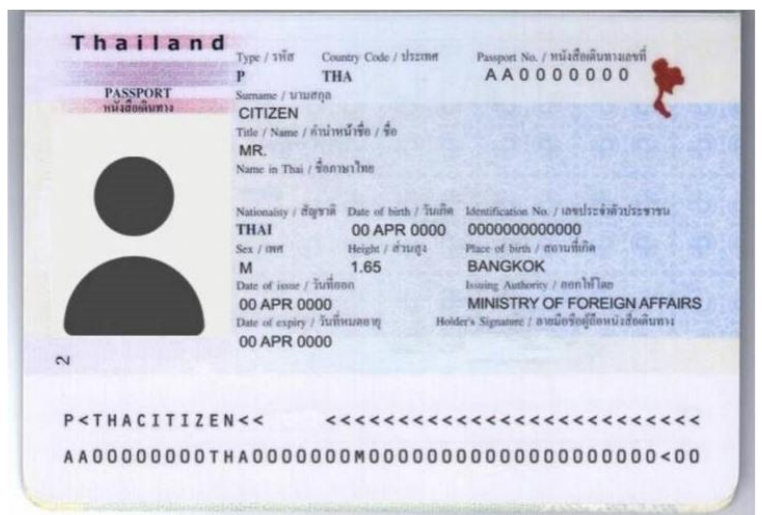 Thailand
PASSPORT
หนังสือเดินทาง
Type / รหัส Country Code / ประเทศ Passport No. / หนังสือเดินทางเลขที่
P THA AA0000000
Surname / นามสกุล
CITIZEN
Title / Name / คำนำหน้าชื่อ / ชื่อ
MR.
Name in Thai / ชื่อภาษาไทย
Nationality / สัญชาติ Date of birth / วันเกิด Identification No. / เลขประจำตัวประชาชน
THAI 00 APR 0000 0000000000000
Sex / เพศ Height / ส่วนสูง Place of birth / สถานที่เกิด
M 1.65 BANGKOK
Date of issue / วันที่ออก Issuing Authority / ออกให้โดย
00 APR 0000 MINISTRY OF FOREIGN AFFAIRS
Date of expiry / วันที่หมดอายุ Holder's Signature / ลายมือชื่อผู้ถือหนังสือเดินทาง
00 APR 0000
2
P<THACITIZEN<< <<<<<<<<<<<<<<<<<<<<<<<<<<
AA00000000THA0000000M00000000000000000000<00